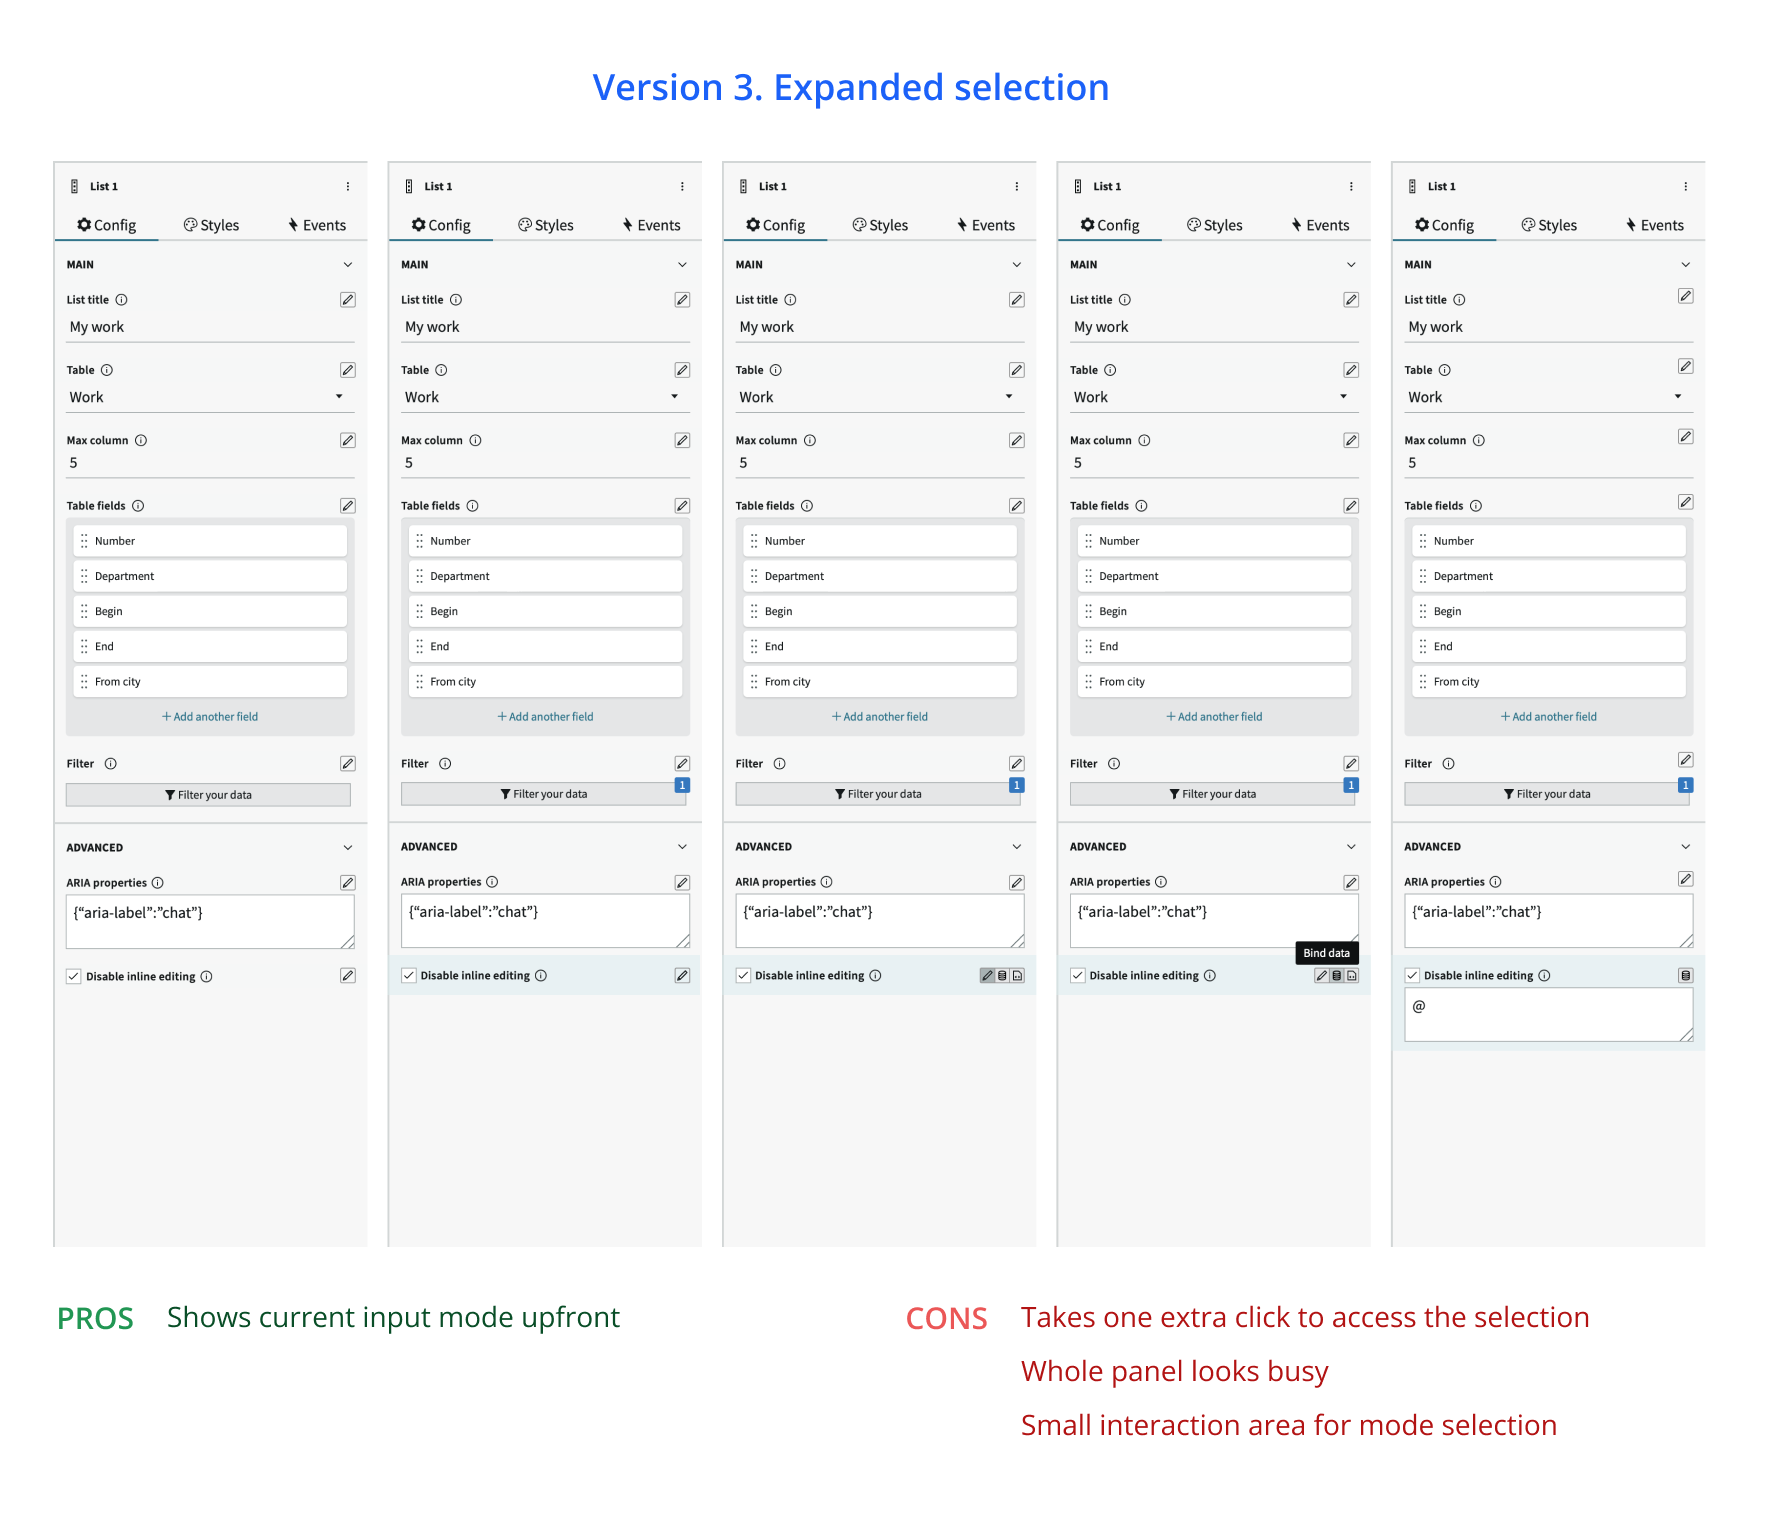 Version 3. Expanded selection
List 1
Config Styles Events
MAIN
List title
My work
Table
Work
Max column
5
Table fields
Number
Department
Begin
End
From city
+ Add another field
Filter
Filter your data
ADVANCED
ARIA properties
{“aria-label”:”chat”}
Disable inline editing
List 1
Config Styles Events
MAIN
List title
My work
Table
Work
Max column
5
Table fields
Number
Department
Begin
End
From city
+ Add another field
Filter
1
Filter your data
ADVANCED
ARIA properties
{“aria-label”:”chat”}
Disable inline editing
List 1
Config Styles Events
MAIN
List title
My work
Table
Work
Max column
5
Table fields
Number
Department
Begin
End
From city
+ Add another field
Filter
1
Filter your data
ADVANCED
ARIA properties
{“aria-label”:”chat”}
Disable inline editing
List 1
Config Styles Events
MAIN
List title
My work
Table
Work
Max column
5
Table fields
Number
Department
Begin
End
From city
+ Add another field
Filter
1
Filter your data
ADVANCED
ARIA properties
{“aria-label”:”chat”}
Bind data
Disable inline editing
List 1
Config Styles Events
MAIN
List title
My work
Table
Work
Max column
5
Table fields
Number
Department
Begin
End
From city
+ Add another field
Filter
1
Filter your data
ADVANCED
ARIA properties
{“aria-label”:”chat”}
Disable inline editing
@
PROS Shows current input mode upfront
CONS Takes one extra click to access the selection
Whole panel looks busy
Small interaction area for mode selection